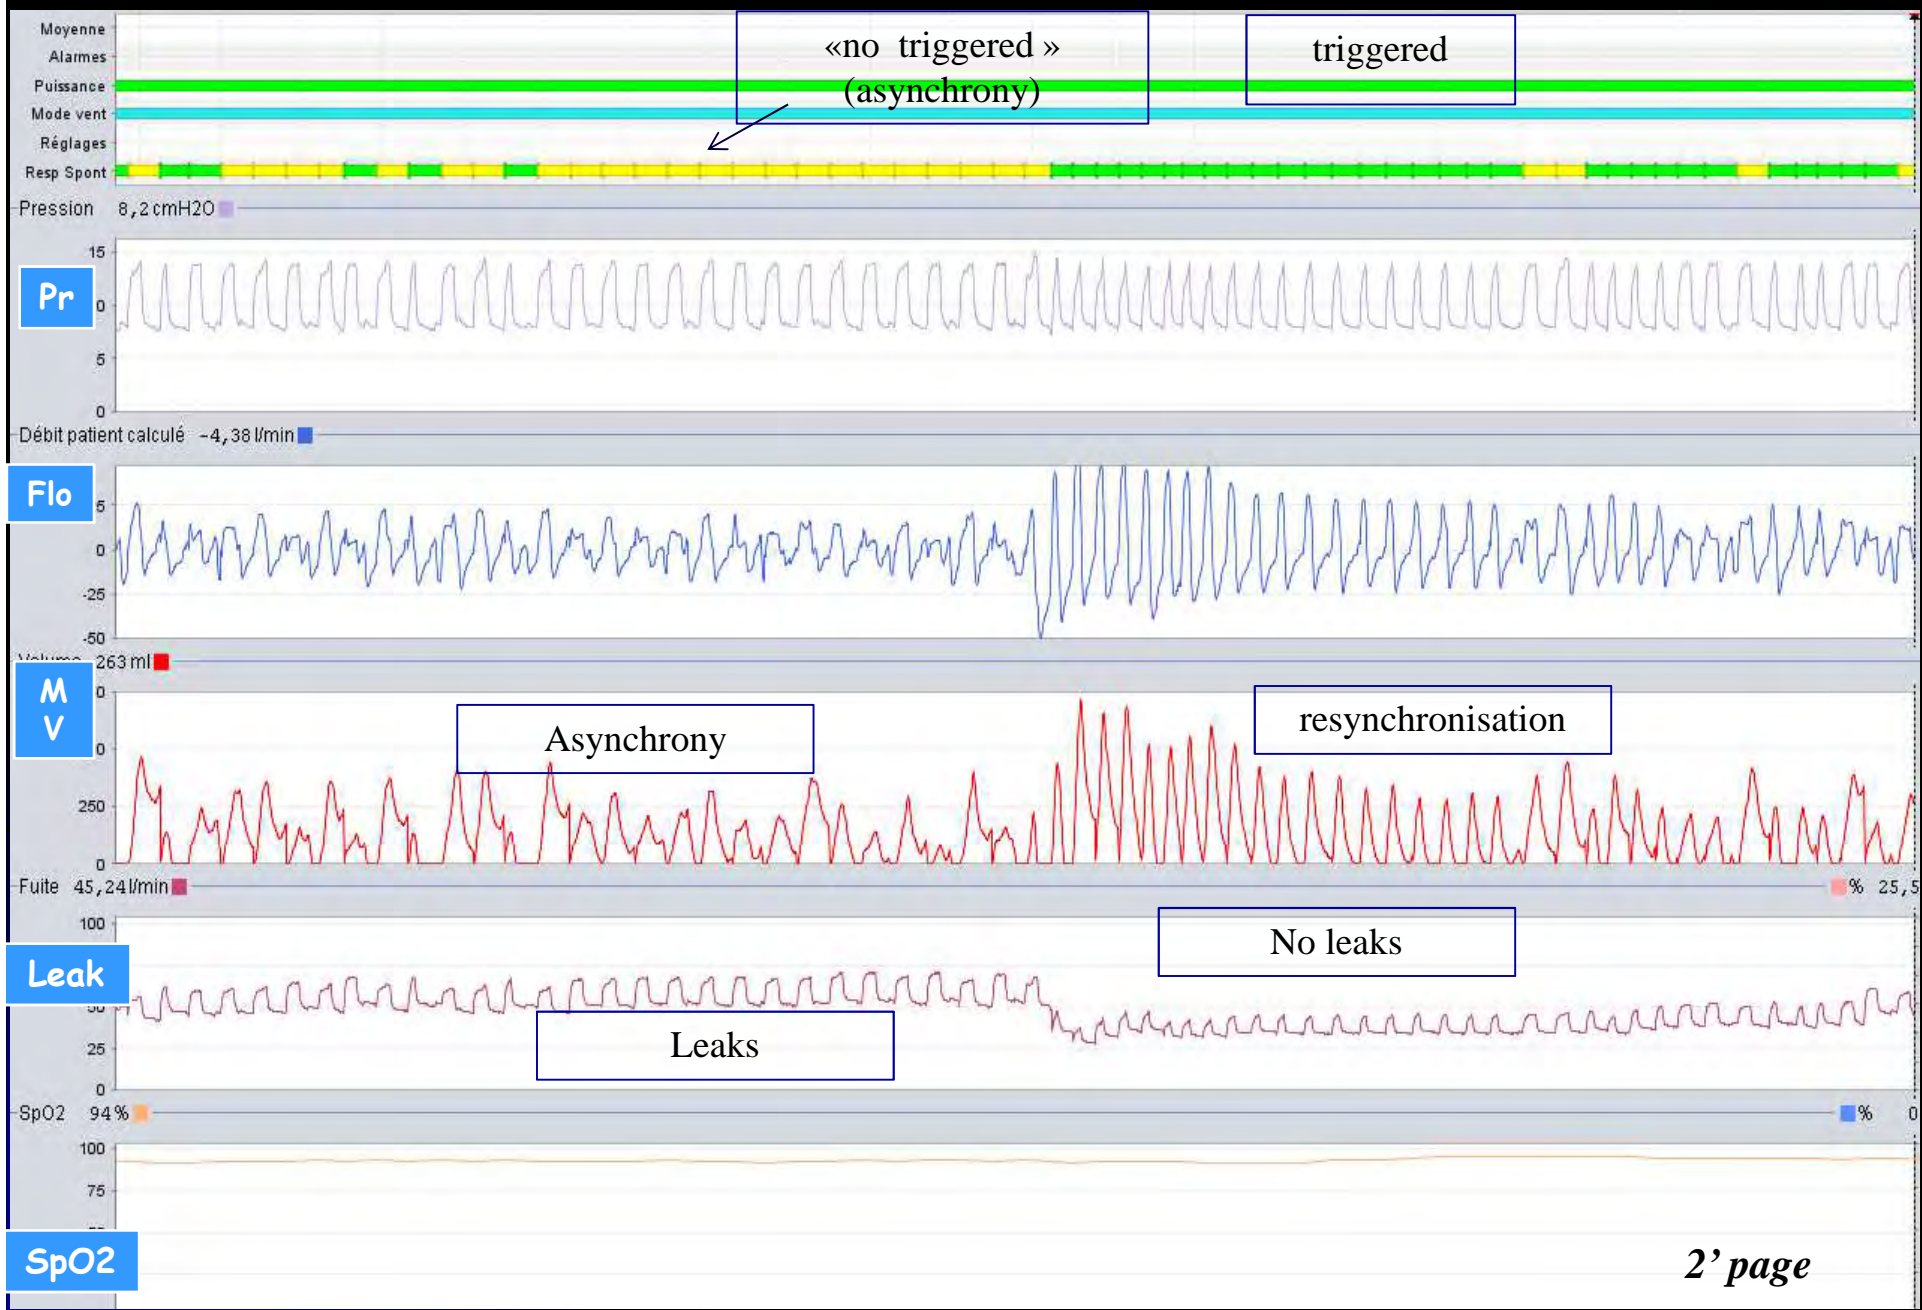 Moyenne
Alarmes
Puissance
Mode vent
Réglages
Resp Spont
«no triggered »
(asynchrony)
triggered
Pression 8,2 cmH2O
15
0
5
0
Pr
Débit patient calculé -4,38 l/min
5
0
-25
-50
Flo
263 ml
0
0
250
0
M
V
Asynchrony
resynchronisation
Fuite 45,24 l/min
% 25,5
100
50
25
0
Leak
Leaks
No leaks
SpO2 94 %
% 0
100
75
SpO2
2’ page